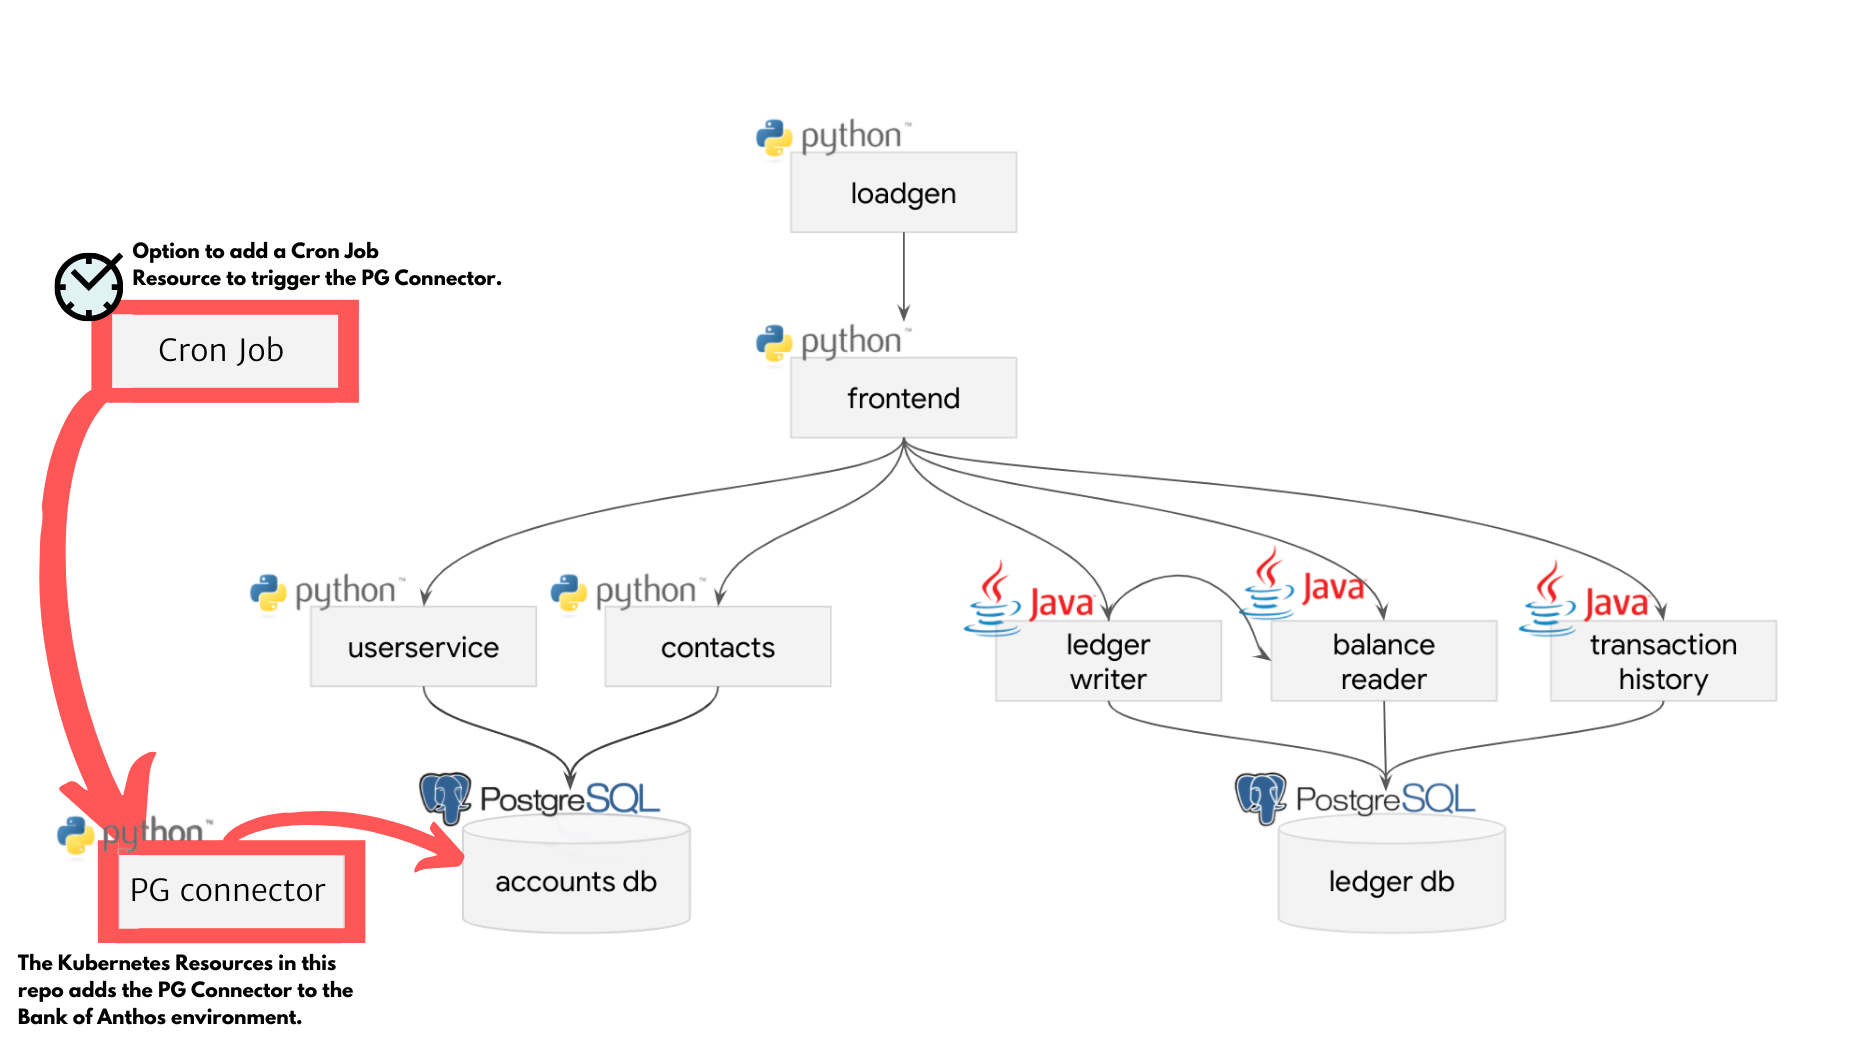 python™
loadgen
Option to add a Cron Job
Resource to trigger the PG Connector.
Cron Job
python™
frontend
python™
userservice
python™
contacts
Java
ledger
writer
Java
balance
reader
Java
transaction
history
PostgreSQL
accounts db
PostgreSQL
ledger db
python™
PG connector
The Kubernetes Resources in this
repo adds the PG Connector to the
Bank of Anthos environment.